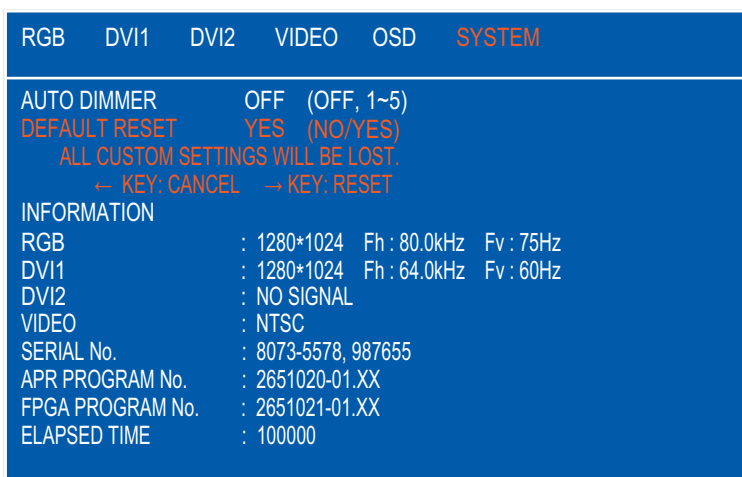 RGB DVI1 DVI2 VIDEO OSD SYSTEM
AUTO DIMMER OFF (OFF, 1~5)
DEFAULT RESET YES (NO/YES)
ALL CUSTOM SETTINGS WILL BE LOST.
← KEY: CANCEL → KEY: RESET
INFORMATION
RGB : 1280*1024 Fh : 80.0kHz Fv : 75Hz
DVI1 : 1280*1024 Fh : 64.0kHz Fv : 60Hz
DVI2 : NO SIGNAL
VIDEO : NTSC
SERIAL No. : 8073-5578, 987655
APR PROGRAM No. : 2651020-01.XX
FPGA PROGRAM No. : 2651021-01.XX
ELAPSED TIME : 100000